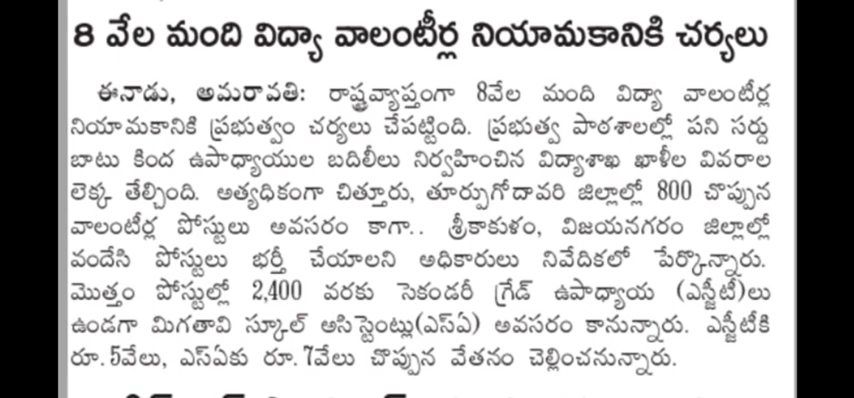 8 వేల మంది విద్యా వాలంటీర్ల నియామకానికి చర్యలు
ఈనాడు, అమరావతి: రాష్ట్రవ్యాప్తంగా 8వేల మంది విద్యా వాలంటీర్ల
నియామకానికి ప్రభుత్వం చర్యలు చేపట్టింది. ప్రభుత్వ పాఠశాలల్లో పని సర్దు
బాటు కింద ఉపాధ్యాయుల బదిలీలు నిర్వహించిన విద్యాశాఖ ఖాళీల వివరాల
లెక్క తేల్చింది. అత్యధికంగా చిత్తూరు, తూర్పుగోదావరి జిల్లాల్లో 800 చొప్పున
వాలంటీర్ల పోస్టులు అవసరం కాగా.. శ్రీకాకుళం, విజయనగరం జిల్లాల్లో
వందేసి పోస్టులు భర్తీ చేయాలని అధికారులు నివేదికలో పేర్కొన్నారు.
మొత్తం పోస్టుల్లో 2,400 వరకు సెకండరీ గ్రేడ్ ఉపాధ్యాయ (ఎస్జీటీ)లు
ఉండగా మిగతావి స్కూల్ అసిస్టెంట్లు(ఎస్ఏ) అవసరం కానున్నారు. ఎస్జీటీకి
రూ.5వేలు, ఎస్ఏకు రూ.7వేలు చొప్పున వేతనం చెల్లించనున్నారు.